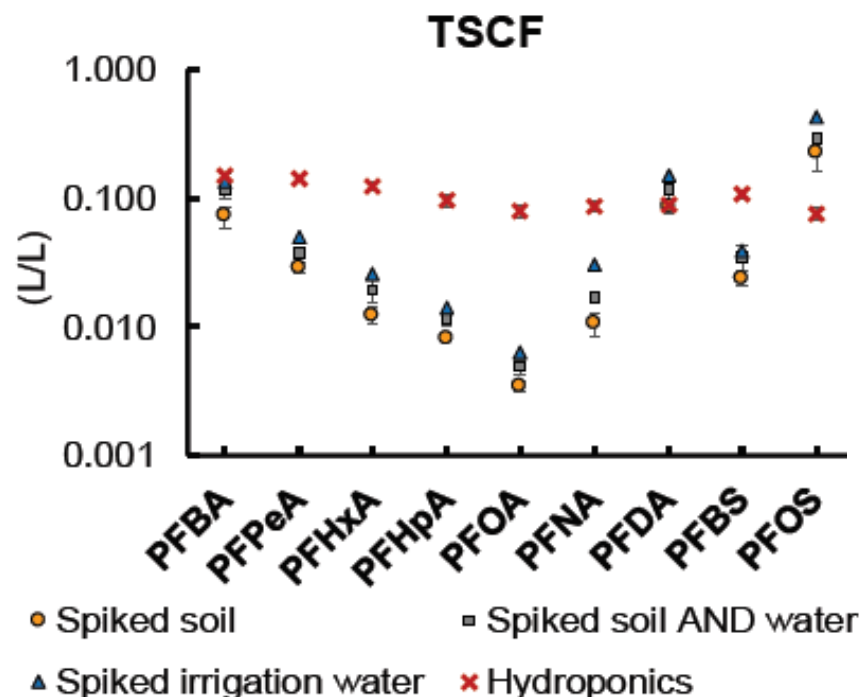 TSCF
1.000
0.100
0.010
0.001
(L/L)
PFBA
PFPeA
PFHxA
PFHpA
PFOA
PFNA
PFDA
PFBS
PFOS
Spiked soil
Spiked soil AND water
Spiked irrigation water
Hydroponics